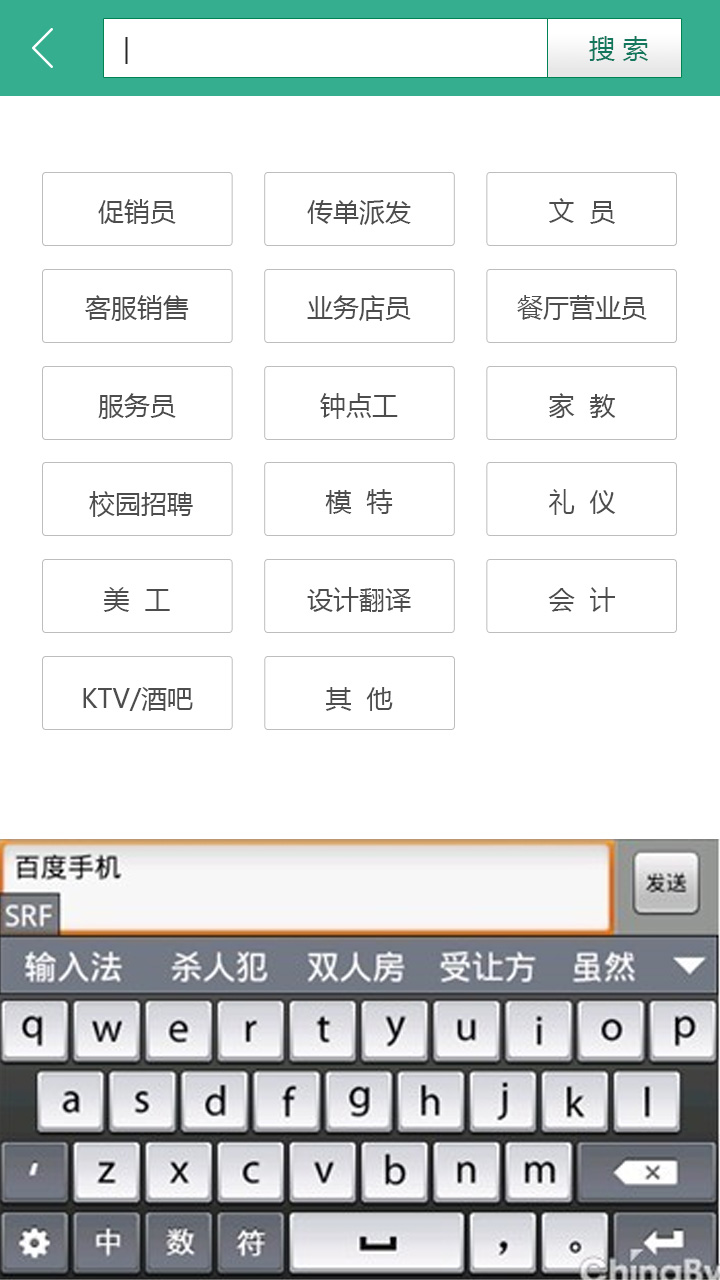 搜 索
促销员 传单派发 文 员
客服销售 业务店员 餐厅营业员
服务员 钟点工 家 教
校园招聘 模 特 礼 仪
美 工 设计翻译 会 计
KTV/酒吧 其 他
百度手机 发送
SRF
输入法 杀人犯 双人房 受让方 虽然
q w e r t y u i o p
a s d f g h j k l
' z x c v b n m
中 数 符 , 。